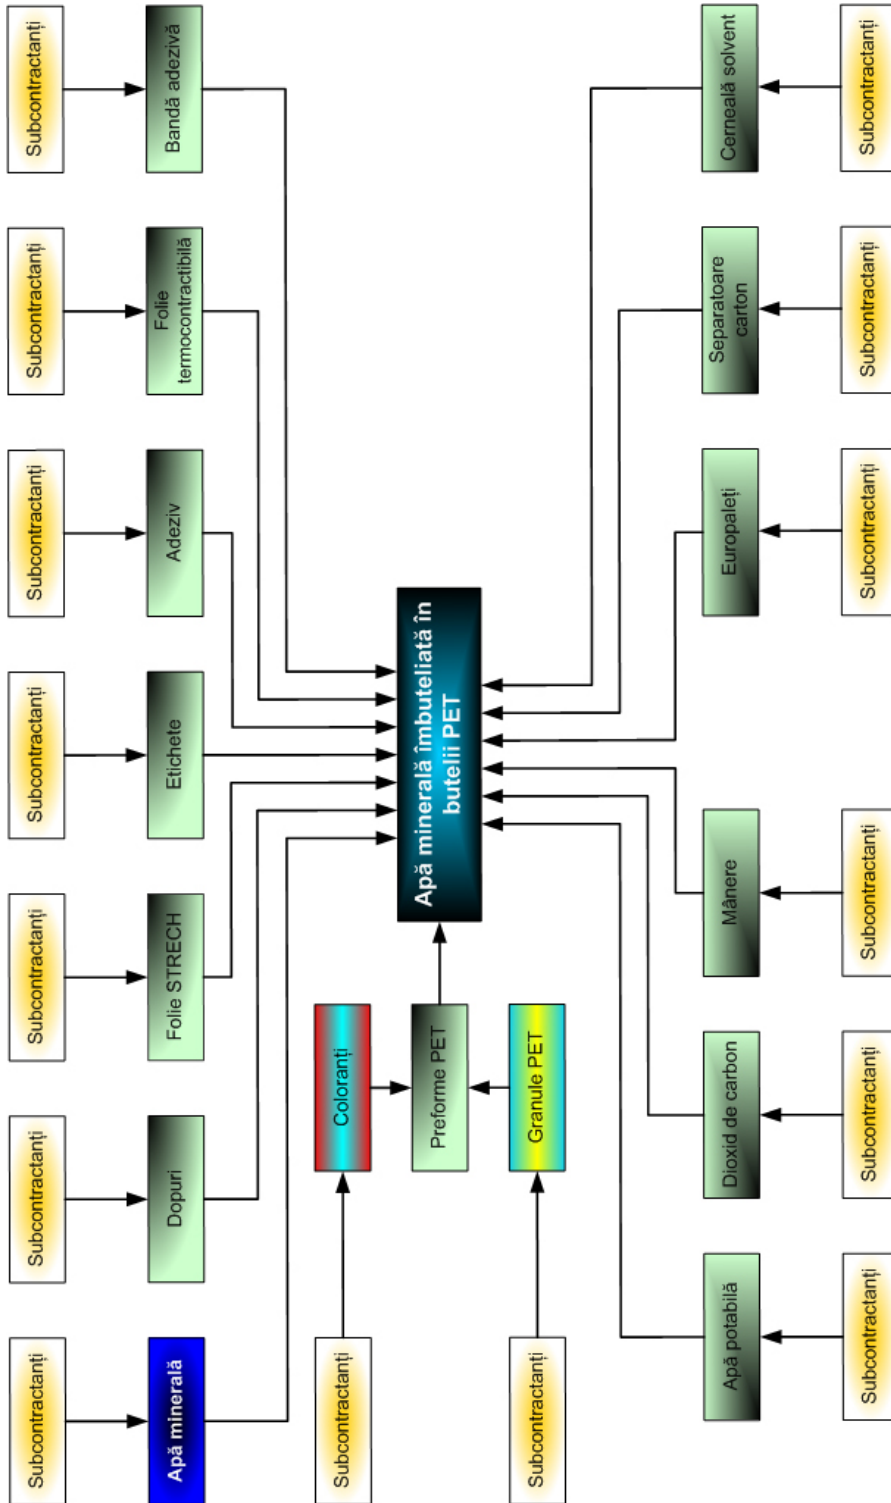 Subcontractanți
Subcontractanți
Subcontractanți
Subcontractanți
Subcontractanți
Subcontractanți
Subcontractanți
Apă minerală
Dopuri
Folie STRECH
Etichete
Adeziv
Folie
termocontractibilă
Bandă adezivă
Subcontractanți
Coloranți
Preforme PET
Apă minerală îmbuteliată în
butelii PET
Subcontractanți
Granule PET
Apă potabilă
Dioxid de carbon
Mânere
Europaleți
Separatoare
carton
Cerneală solvent
Subcontractanți
Subcontractanți
Subcontractanți
Subcontractanți
Subcontractanți
Subcontractanți